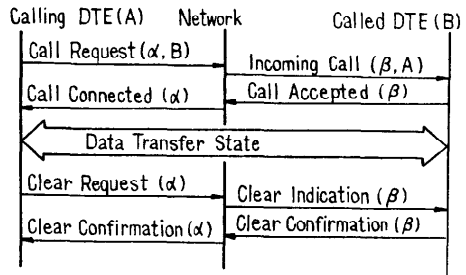 Calling DTE(A) Network Called DTE(B)
Call Request(α, B)
Incoming Call (β, A)
Call Connected (α)
Call Accepted (β)
Data Transfer State
Clear Request (α)
Clear Indication (β)
Clear Confirmation(α)
Clear Confirmation (β)